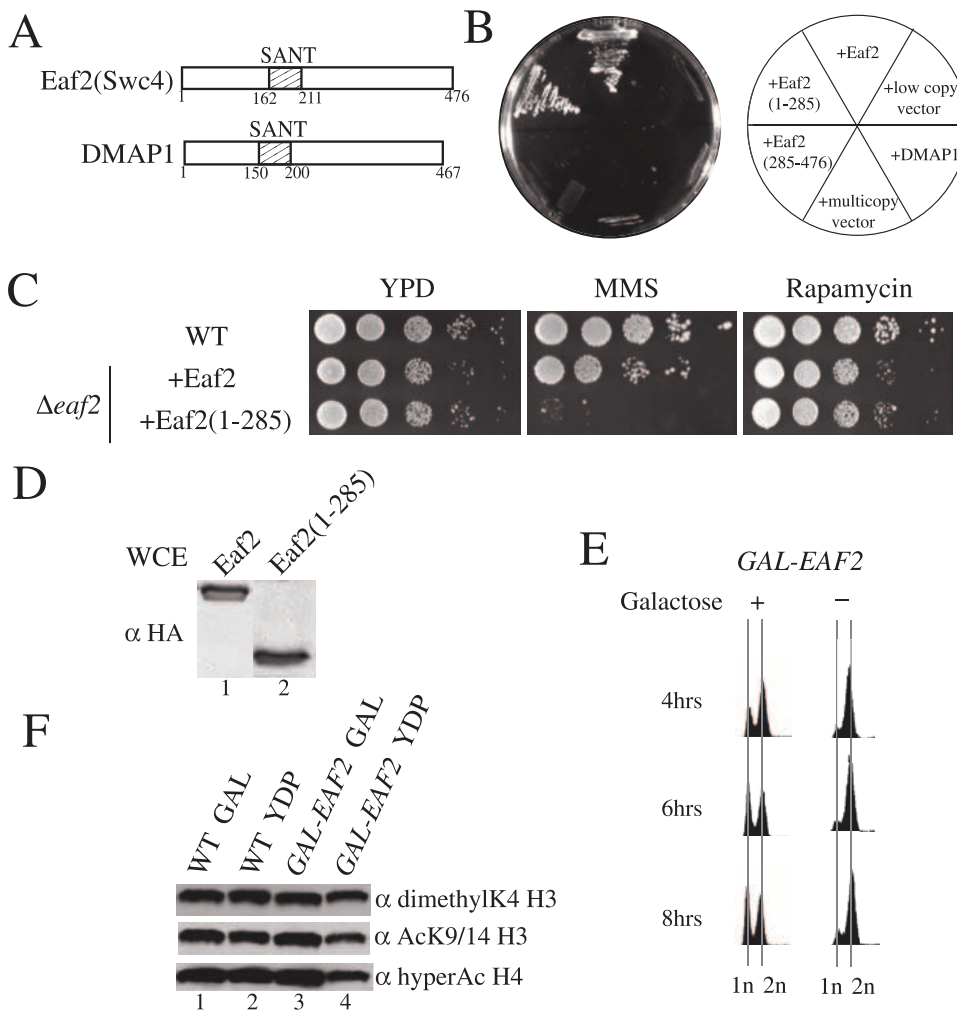 A
SANT
Eaf2(Swc4)
1 162 211 476
SANT
DMAP1
1 150 200 467
B
+Eaf2
+Eaf2
(1-285)
+low copy
vector
+Eaf2
(285-476)
+DMAP1
+multicopy
vector
C
YPD MMS Rapamycin
WT
Δeaf2
+Eaf2
+Eaf2(1-285)
D
WCE
Eaf2
Eaf2(1-285)
α HA
1 2
E
GAL-EAF2
Galactose + −
4hrs
6hrs
8hrs
1n 2n 1n 2n
F
WT GAL
WT YDP
GAL-EAF2 GAL
GAL-EAF2 YDP
α dimethylK4 H3
α AcK9/14 H3
α hyperAc H4
1 2 3 4